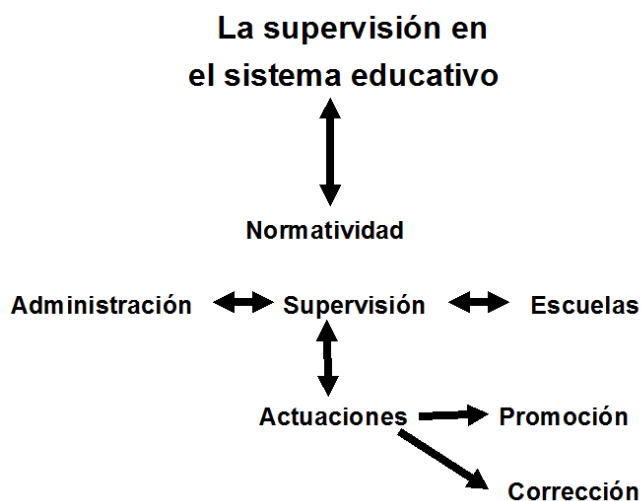 La supervisión en
el sistema educativo
Normatividad
Administración Supervisión Escuelas
Actuaciones Promoción
Corrección